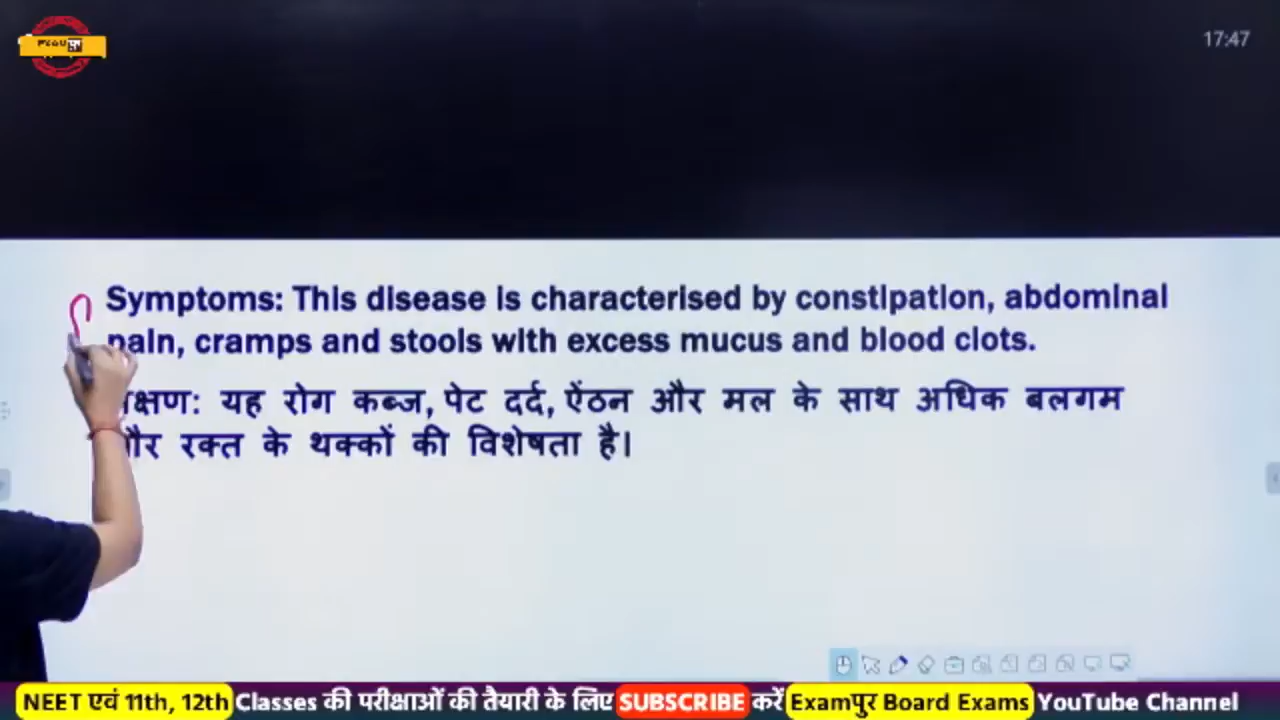 17:47
Symptoms: This disease is characterised by constipation, abdominal
pain, cramps and stools with excess mucus and blood clots.
क्षण: यह रोग कब्ज, पेट दर्द, ऐंठन और मल के साथ अधिक बलगम
और रक्त के थक्कों की विशेषता है।
NEET एवं 11th, 12th Classes की परीक्षाओं की तैयारी के लिए SUBSCRIBE करें Examपुर Board Exams YouTube Channel